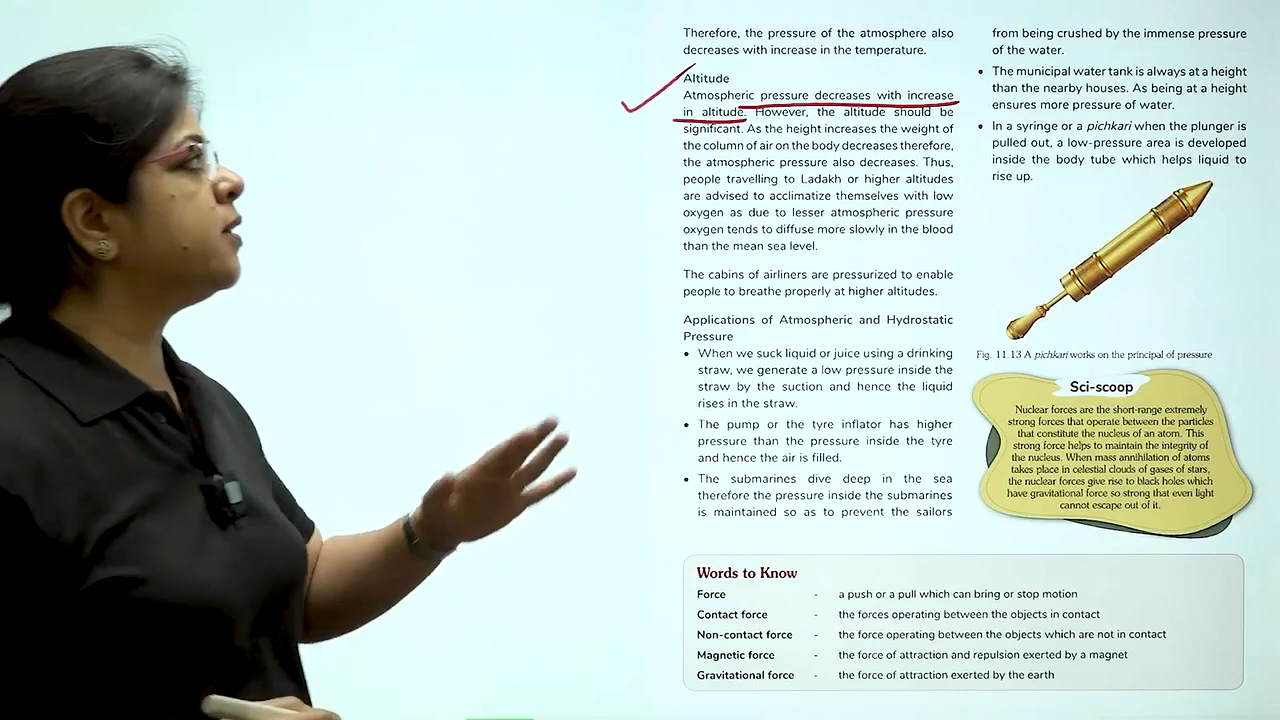 Therefore, the pressure of the atmosphere also
decreases with increase in the temperature.
Altitude
Atmospheric pressure decreases with increase
in altitude. However, the altitude should be
significant. As the height increases the weight of
the column of air on the body decreases therefore,
the atmospheric pressure also decreases. Thus,
people travelling to Ladakh or higher altitudes
are advised to acclimatize themselves with low
oxygen as due to lesser atmospheric pressure
oxygen tends to diffuse more slowly in the blood
than the mean sea level.
The cabins of airliners are pressurized to enable
people to breathe properly at higher altitudes.
Applications of Atmospheric and Hydrostatic
Pressure
• When we suck liquid or juice using a drinking
straw, we generate a low pressure inside the
straw by the suction and hence the liquid
rises in the straw.
• The pump or the tyre inflator has higher
pressure than the pressure inside the tyre
and hence the air is filled.
• The submarines dive deep in the sea
therefore the pressure inside the submarines
is maintained so as to prevent the sailors
from being crushed by the immense pressure
of the water.
• The municipal water tank is always at a height
than the nearby houses. As being at a height
ensures more pressure of water.
• In a syringe or a pichkari when the plunger is
pulled out, a low-pressure area is developed
inside the body tube which helps liquid to
rise up.
Fig. 11.13 A pichkari works on the principal of pressure
Sci-scoop
Nuclear forces are the short-range extremely
strong forces that operate between the particles
that constitute the nucleus of an atom. This
strong force helps to maintain the integrity of
the nucleus. When mass annihilation of atoms
takes place in celestial clouds of gases of stars,
the nuclear forces give rise to black holes which
have gravitational force so strong that even light
cannot escape out of it.
Words to Know
Force - a push or a pull which can bring or stop motion
Contact force - the forces operating between the objects in contact
Non-contact force - the force operating between the objects which are not in contact
Magnetic force - the force of attraction and repulsion exerted by a magnet
Gravitational force - the force of attraction exerted by the earth